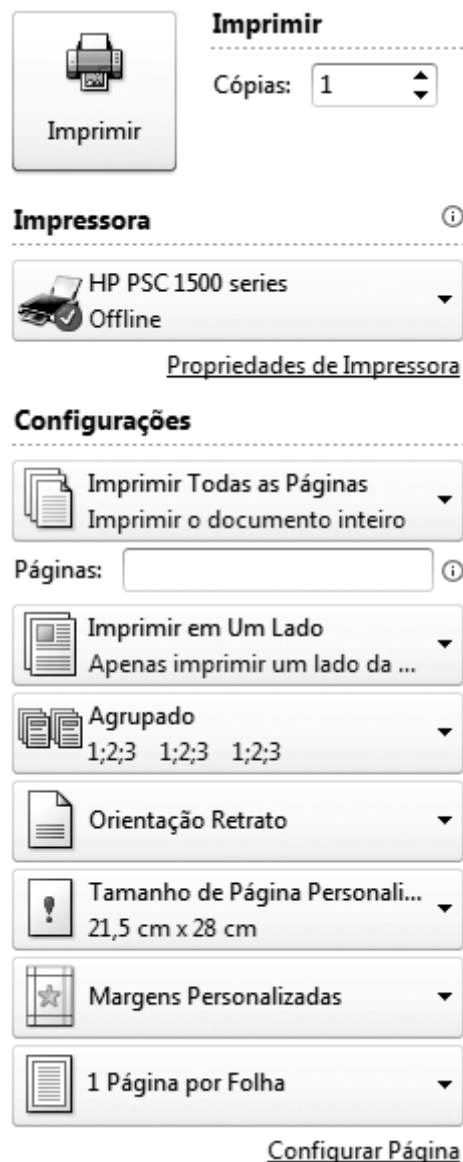 Imprimir
Imprimir
Cópias: 1
Impressora
HP PSC 1500 series
Offline
Propriedades de Impressora
Configurações
Imprimir Todas as Páginas
Imprimir o documento inteiro
Páginas:
Imprimir em Um Lado
Apenas imprimir um lado da ...
Agrupado
1;2;3 1;2;3 1;2;3
Orientação Retrato
Tamanho de Página Personali...
21,5 cm x 28 cm
Margens Personalizadas
1 Página por Folha
Configurar Página